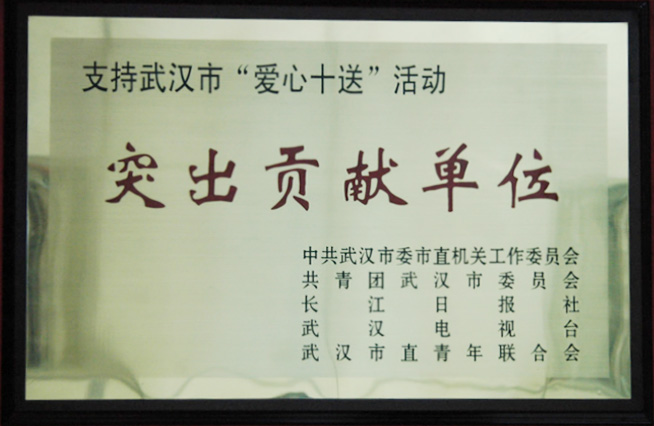 支持武汉市“爱心十送”活动
突出贡献单位
中共武汉市委市直机关工作委员会
共青团武汉市委员会
长江日报社
武汉电视台
武汉市直青年联合会